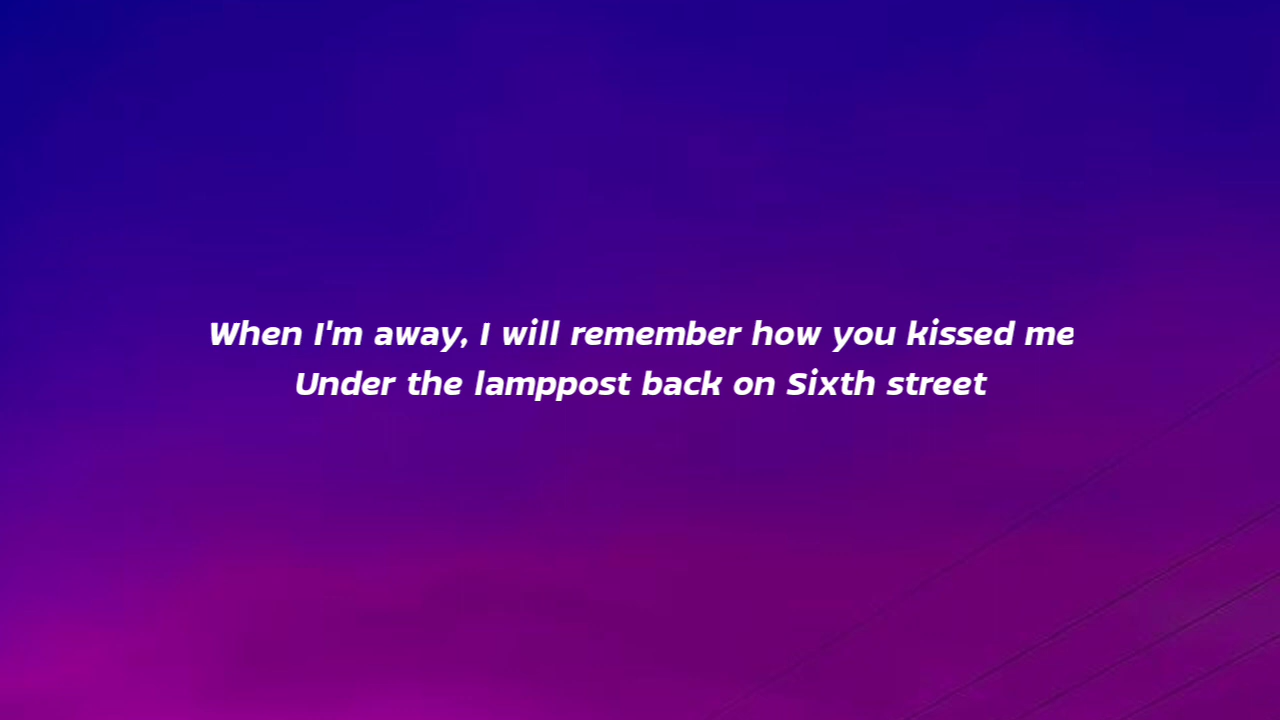 When I'm away, I will remember how you kissed me
Under the lamppost back on Sixth street